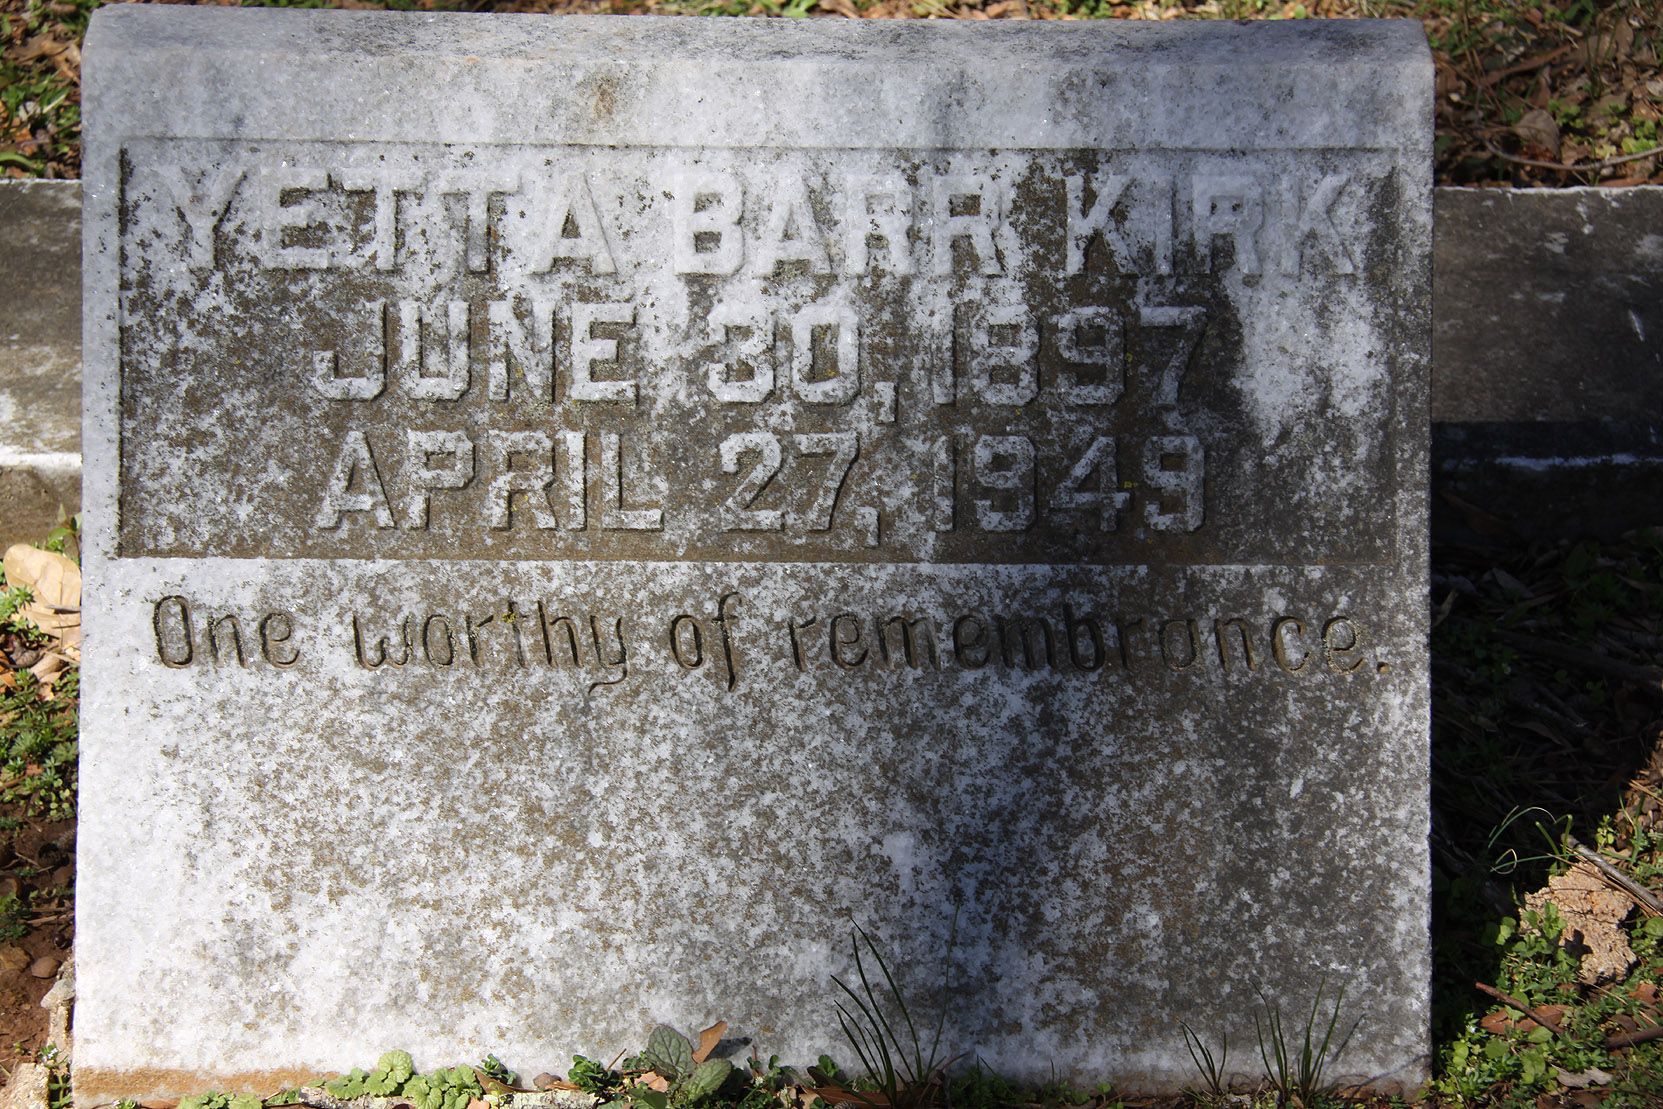 YETTA BARR KIRK
JUNE 30, 1897
APRIL 27, 1949
One worthy of remembrance.